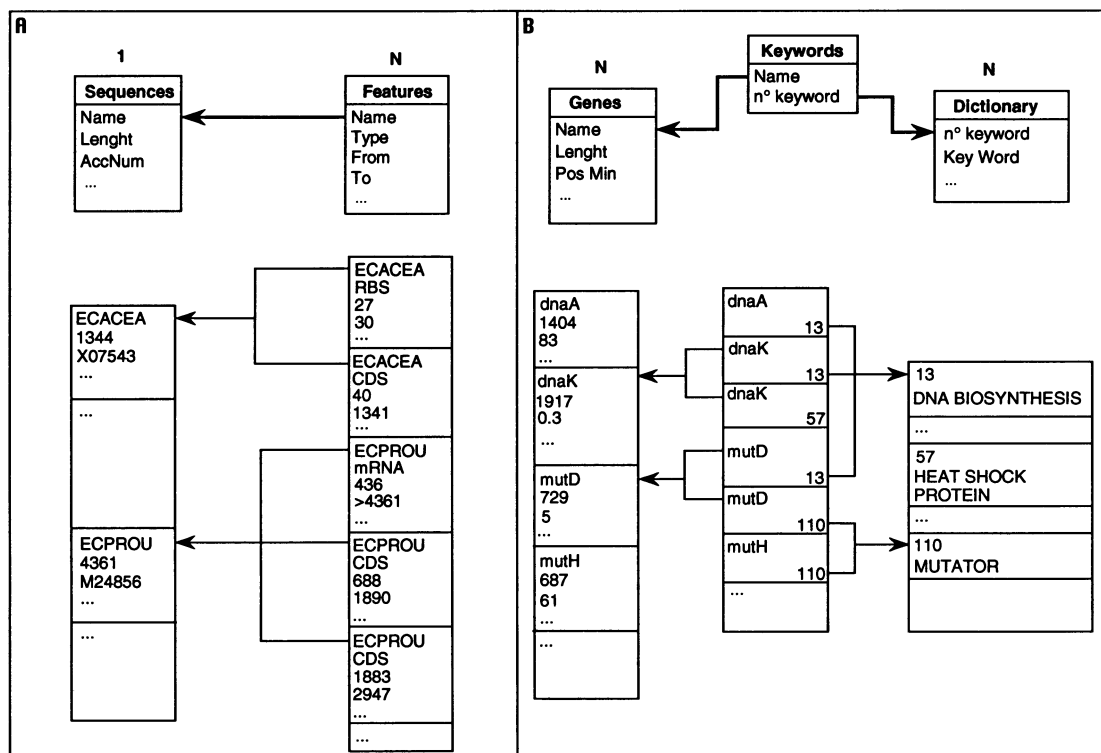 A
1
N
Sequences
Name
Lenght
AccNum
...
Features
Name
Type
From
To
...
ECACEA
1344
X07543
...
...
ECPROU
4361
M24856
...
...
ECACEA
RBS
27
30
...
ECACEA
CDS
40
1341
...
ECPROU
mRNA
436
>4361
...
ECPROU
CDS
688
1890
...
ECPROU
CDS
1883
2947
...
...
B
N
Genes
Name
Lenght
Pos Min
...
Keywords
Name
n° keyword
N
Dictionary
n° keyword
Key Word
...
dnaA
1404
83
...
dnaK
1917
0.3
...
mutD
729
5
...
mutH
687
61
...
...
dnaA
13
dnaK
13
dnaK
57
mutD
13
mutD
110
mutH
110
...
13
DNA BIOSYNTHESIS
...
57
HEAT SHOCK
PROTEIN
...
110
MUTATOR